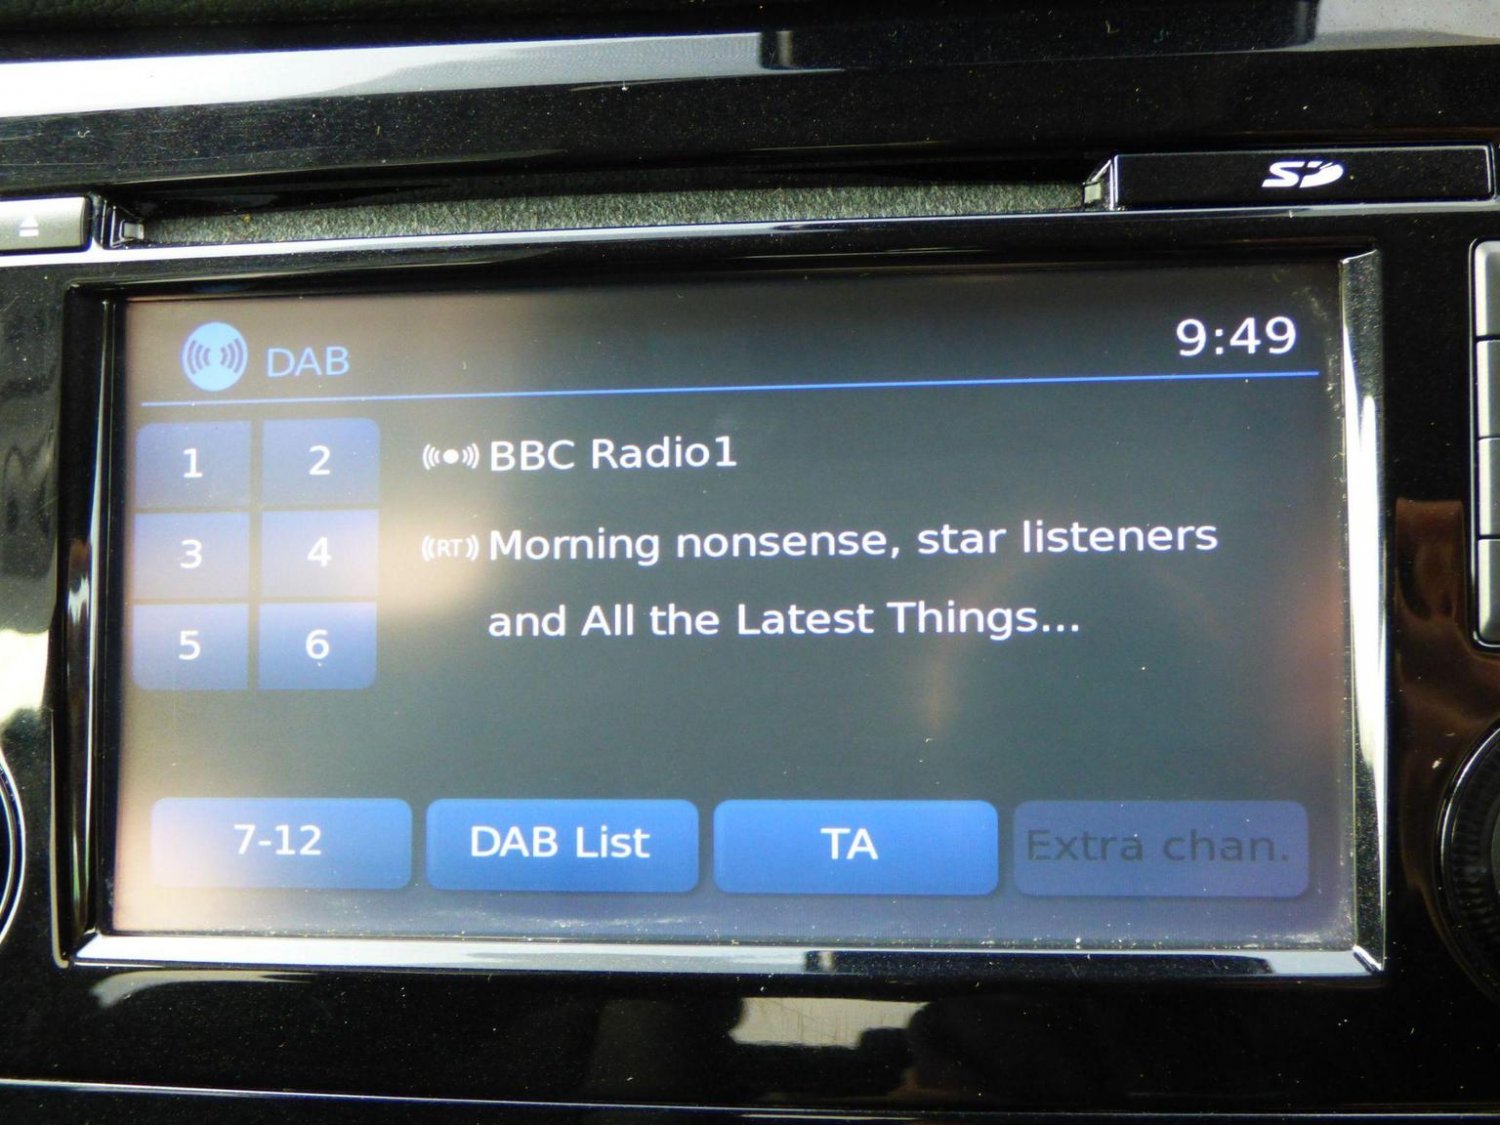 SD
DAB
9:49
1 2
3 4
5 6
BBC Radio1
RT Morning nonsense, star listeners
and All the Latest Things...
7-12 DAB List TA Extra chan.